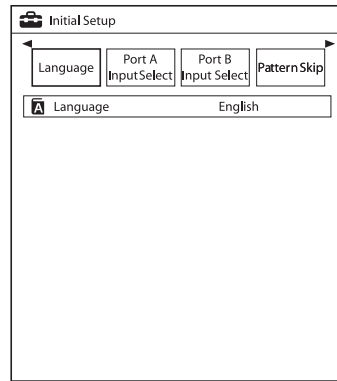 Initial Setup
Language
Port A
Input Select
Port B
Input Select
Pattern Skip
A Language English